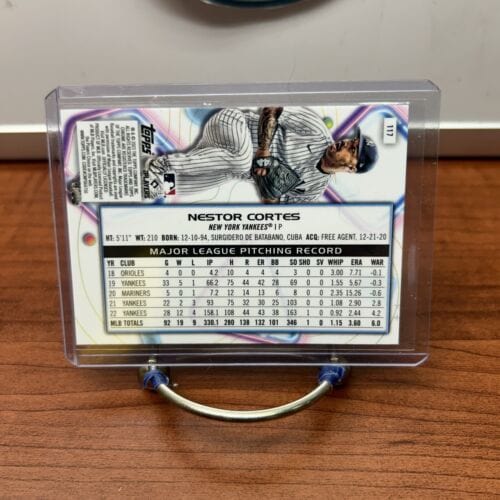 117
TOPPS
NESTOR CORTES
NEW YORK YANKEES® | P
HT: 5'11" WT: 210 BORN: 12-10-94, SURGIDERO DE BATABANO, CUBA ACQ: FREE AGENT, 12-21-20
MAJOR LEAGUE PITCHING RECORD
YR CLUB G W L IP H R ER BB SO SHO SV WHIP ERA WAR
18 ORIOLES 4 0 0 4.2 10 4 4 4 3 0 0 3.00 7.71 -0.1
19 YANKEES 33 5 1 66.2 75 44 42 28 69 0 0 1.55 5.67 -0.3
20 MARINERS 5 0 1 7.2 12 14 13 6 8 0 0 2.35 15.26 -0.6
21 YANKEES 22 2 3 93 75 32 30 25 103 0 0 1.08 2.90 2.8
22 YANKEES 28 12 4 158.1 108 44 43 38 163 0 1 0.92 2.44 4.2
MLB TOTALS 92 19 9 330.1 280 138 132 101 346 1 0 1.15 3.60 6.0